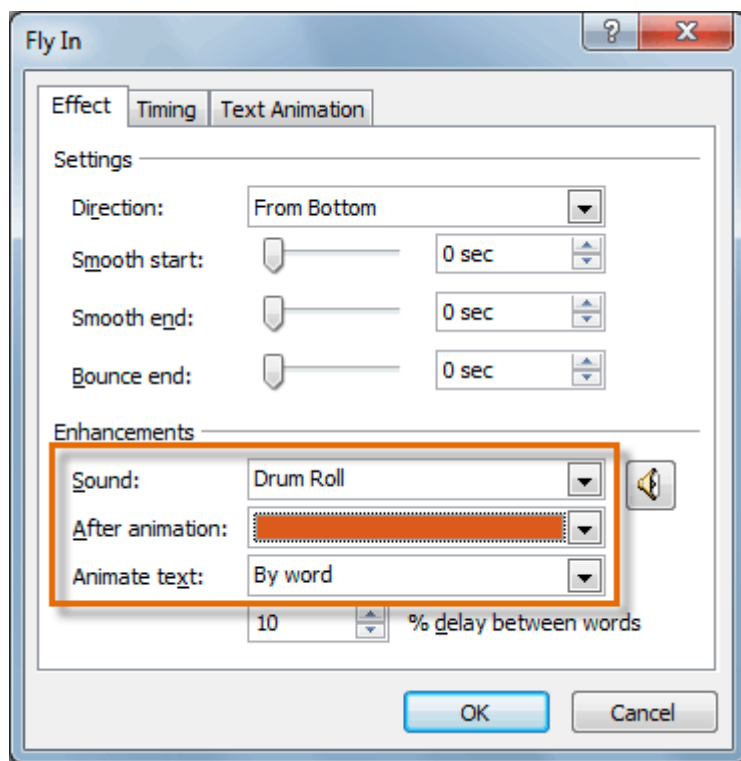 Fly In
?
X
Effect Timing Text Animation
Settings
Direction: From Bottom
Smooth start: 0 sec
Smooth end: 0 sec
Bounce end: 0 sec
Enhancements
Sound: Drum Roll
After animation:
Animate text: By word
10 % delay between words
OK Cancel